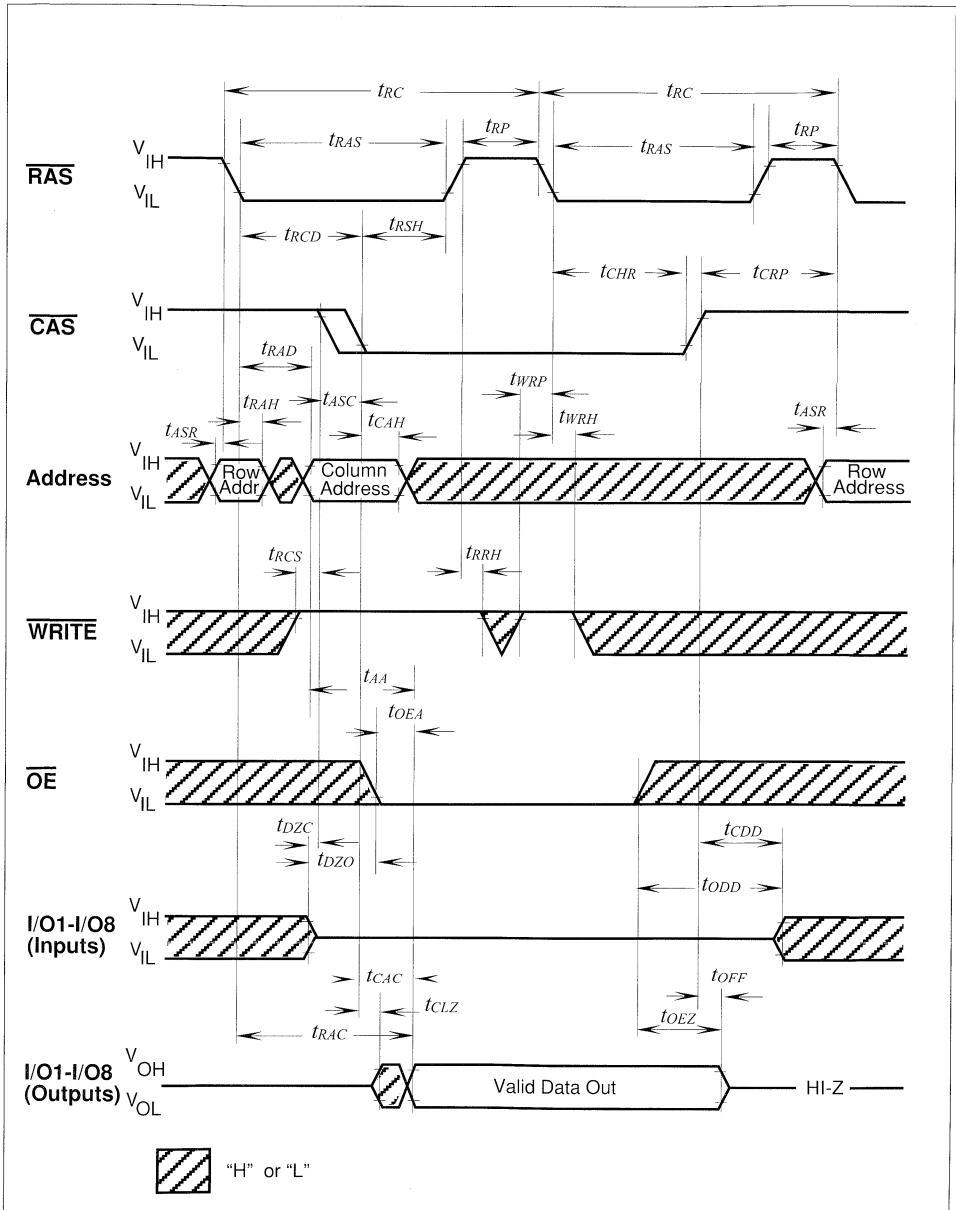 tRC tRC
tRAS tRP tRAS tRP
VIH
RAS
VIL
tRCD tRSH
tCHR tCRP
VIH
CAS
VIL
tRAD
tASC tWRP
tRAH tCAH tWRH
tASR tASR
VIH
Address Row Addr Column Address Row Address
VIL
tRCS tRRH
VIH
WRITE
VIL
tAA
tOEA
VIH
OE
VIL
tDZC tCDD
tDZO
tODD
I/O1-I/O8 VIH
(Inputs) VIL
tCAC tOFF
tCLZ
tRAC tOEZ
I/O1-I/O8 VOH
(Outputs) VOL Valid Data Out HI-Z
“H” or “L”